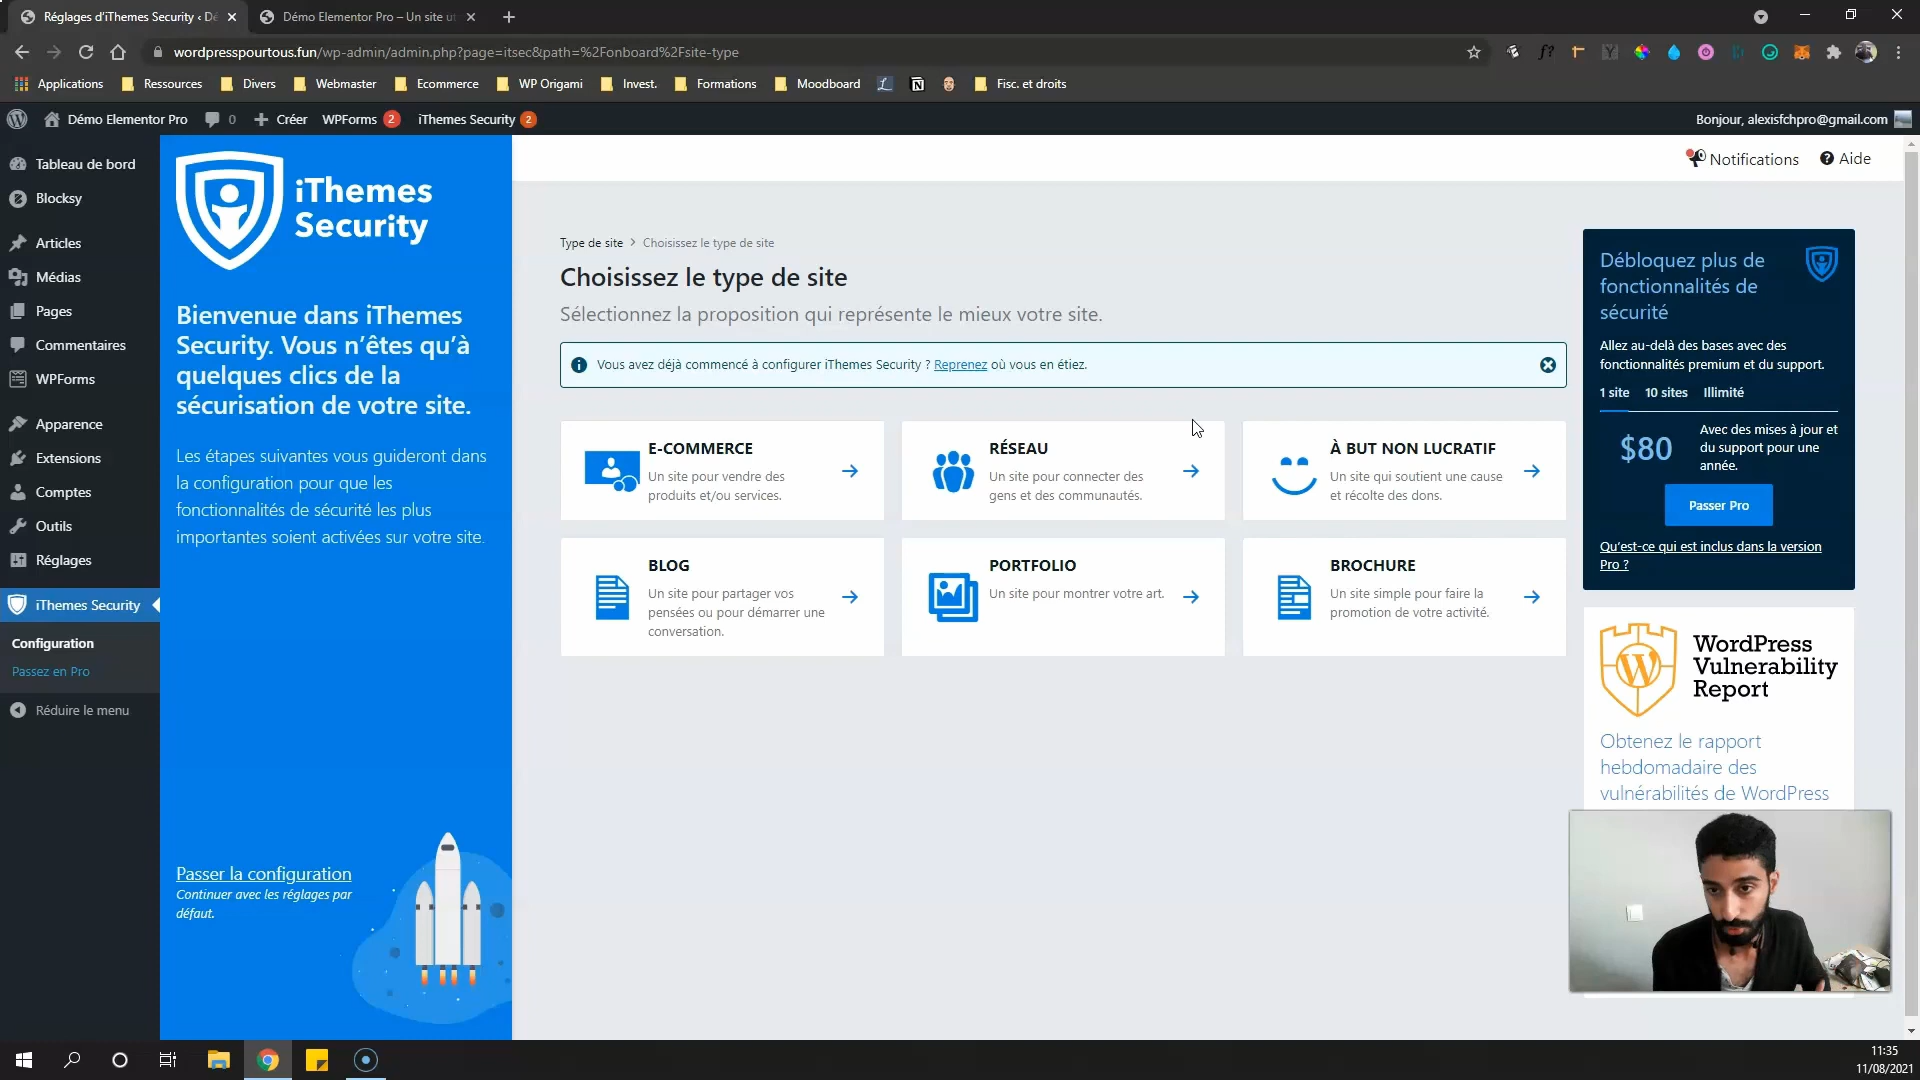 Réglages d'iThemes Security ‹ Dé
Démo Elementor Pro – Un site ut
wordpresspourtous.fun/wp-admin/admin.php?page=itsec&path=%2Fonboard%2Fsite-type
Applications
Ressources
Divers
Webmaster
Ecommerce
WP Origami
Invest.
Formations
Moodboard
Fisc. et droits
Démo Elementor Pro
0
Créer
WPForms 2
iThemes Security 2
Bonjour, alexisfchpro@gmail.com
Tableau de bord
Blocksy
Articles
Médias
Pages
Commentaires
WPForms
Apparence
Extensions
Comptes
Outils
Réglages
iThemes Security
Configuration
Passez en Pro
Réduire le menu
iThemes
Security
Bienvenue dans iThemes
Security. Vous n'êtes qu'à
quelques clics de la
sécurisation de votre site.
Les étapes suivantes vous guideront dans
la configuration pour que les
fonctionnalités de sécurité les plus
importantes soient activées sur votre site.
Passer la configuration
Continuer avec les réglages par
défaut.
Notifications
Aide
Type de site > Choisissez le type de site
Choisissez le type de site
Sélectionnez la proposition qui représente le mieux votre site.
Vous avez déjà commencé à configurer iThemes Security ? Reprenez où vous en étiez.
E-COMMERCE
Un site pour vendre des
produits et/ou services.
RÉSEAU
Un site pour connecter des
gens et des communautés.
À BUT NON LUCRATIF
Un site qui soutient une cause
et récolte des dons.
BLOG
Un site pour partager vos
pensées ou pour démarrer une
conversation.
PORTFOLIO
Un site pour montrer votre art.
BROCHURE
Un site simple pour faire la
promotion de votre activité.
Débloquez plus de
fonctionnalités de
sécurité
Allez au-delà des bases avec des
fonctionnalités premium et du support.
1 site
10 sites
Illimité
$80
Avec des mises à jour et
du support pour une
année.
Passer Pro
Qu'est-ce qui est inclus dans la version
Pro ?
WordPress
Vulnerability
Report
Obtenez le rapport
hebdomadaire des
vulnérabilités de WordPress
11:35
11/08/2021